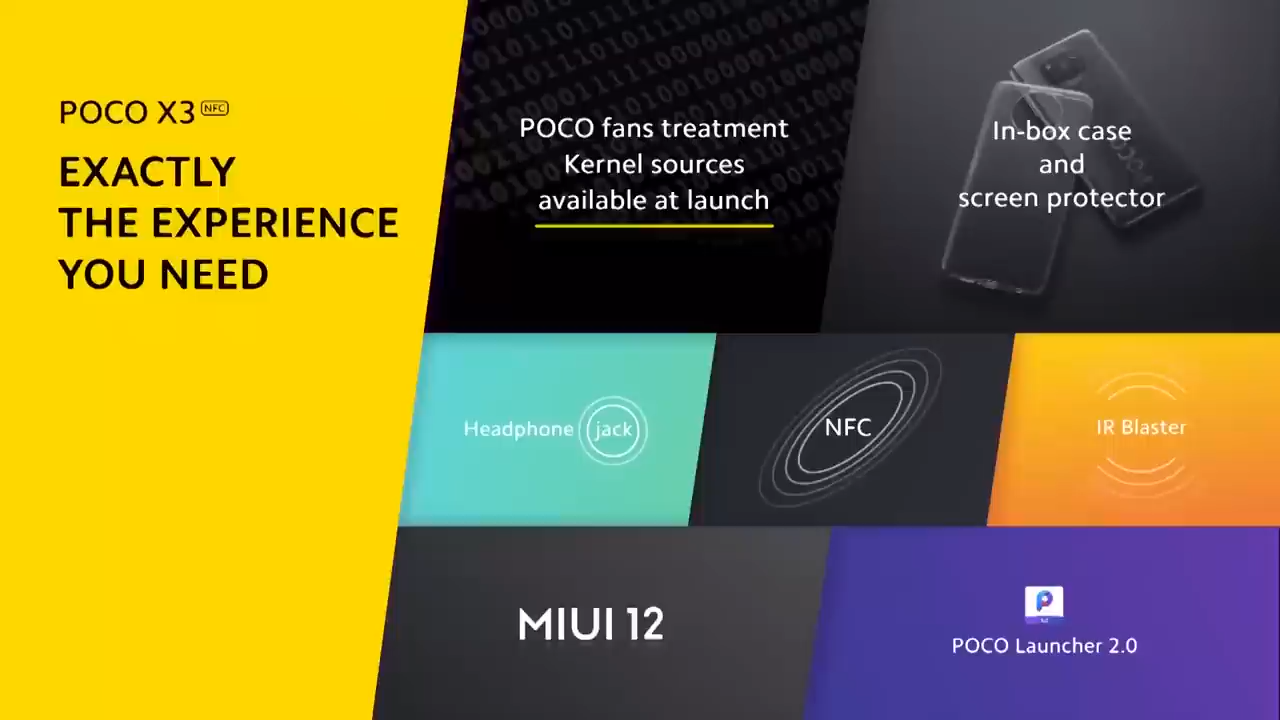 POCO X3 NFC
EXACTLY
THE EXPERIENCE
YOU NEED
POCO fans treatment
Kernel sources
available at launch
In-box case
and
screen protector
Headphone jack
NFC
IR Blaster
MIUI 12
POCO Launcher 2.0